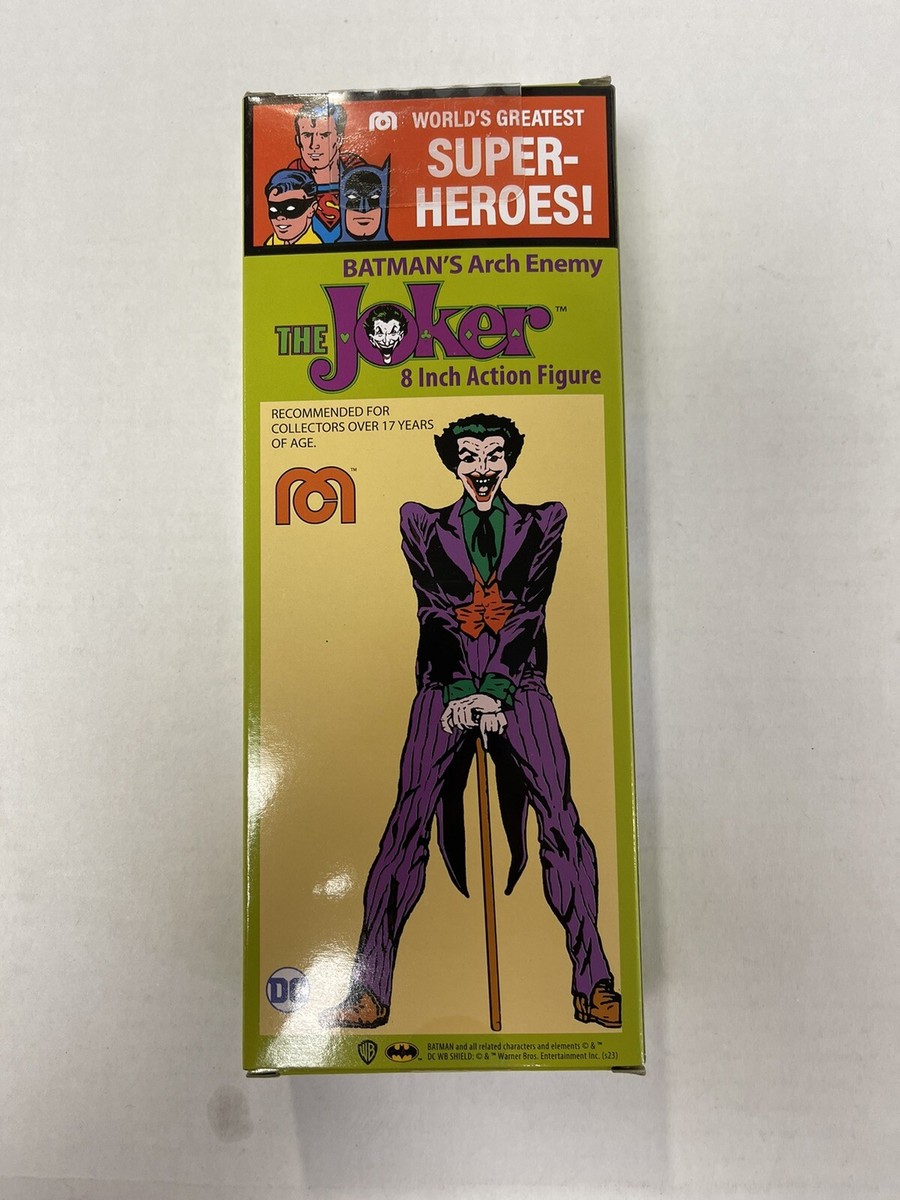 WORLD'S GREATEST
SUPER-
HEROES!
BATMAN'S Arch Enemy
THE Joker™
8 Inch Action Figure
RECOMMENDED FOR
COLLECTORS OVER 17 YEARS
OF AGE.
™
DC
WB
BATMAN and all related characters and elements © & ™
DC WB SHIELD: © & ™ Warner Bros. Entertainment Inc. (s23)